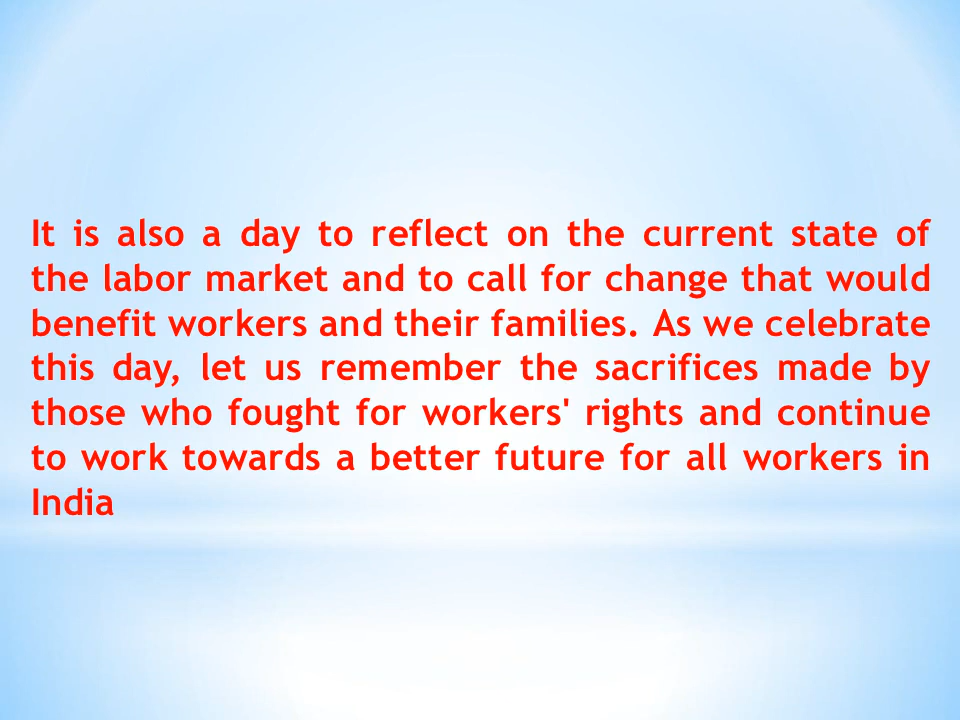 It is also a day to reflect on the current state of
the labor market and to call for change that would
benefit workers and their families. As we celebrate
this day, let us remember the sacrifices made by
those who fought for workers' rights and continue
to work towards a better future for all workers in
India